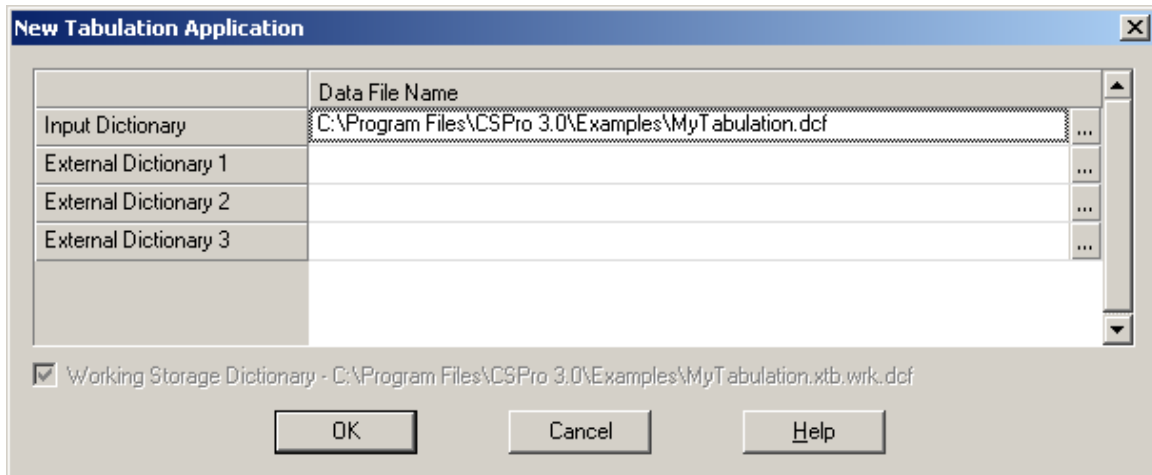 New Tabulation Application
Data File Name
Input Dictionary C:\Program Files\CSPro 3.0\Examples\MyTabulation.dcf ...
External Dictionary 1 ...
External Dictionary 2 ...
External Dictionary 3 ...
Working Storage Dictionary - C:\Program Files\CSPro 3.0\Examples\MyTabulation.xtb.wrk.dcf
OK Cancel Help